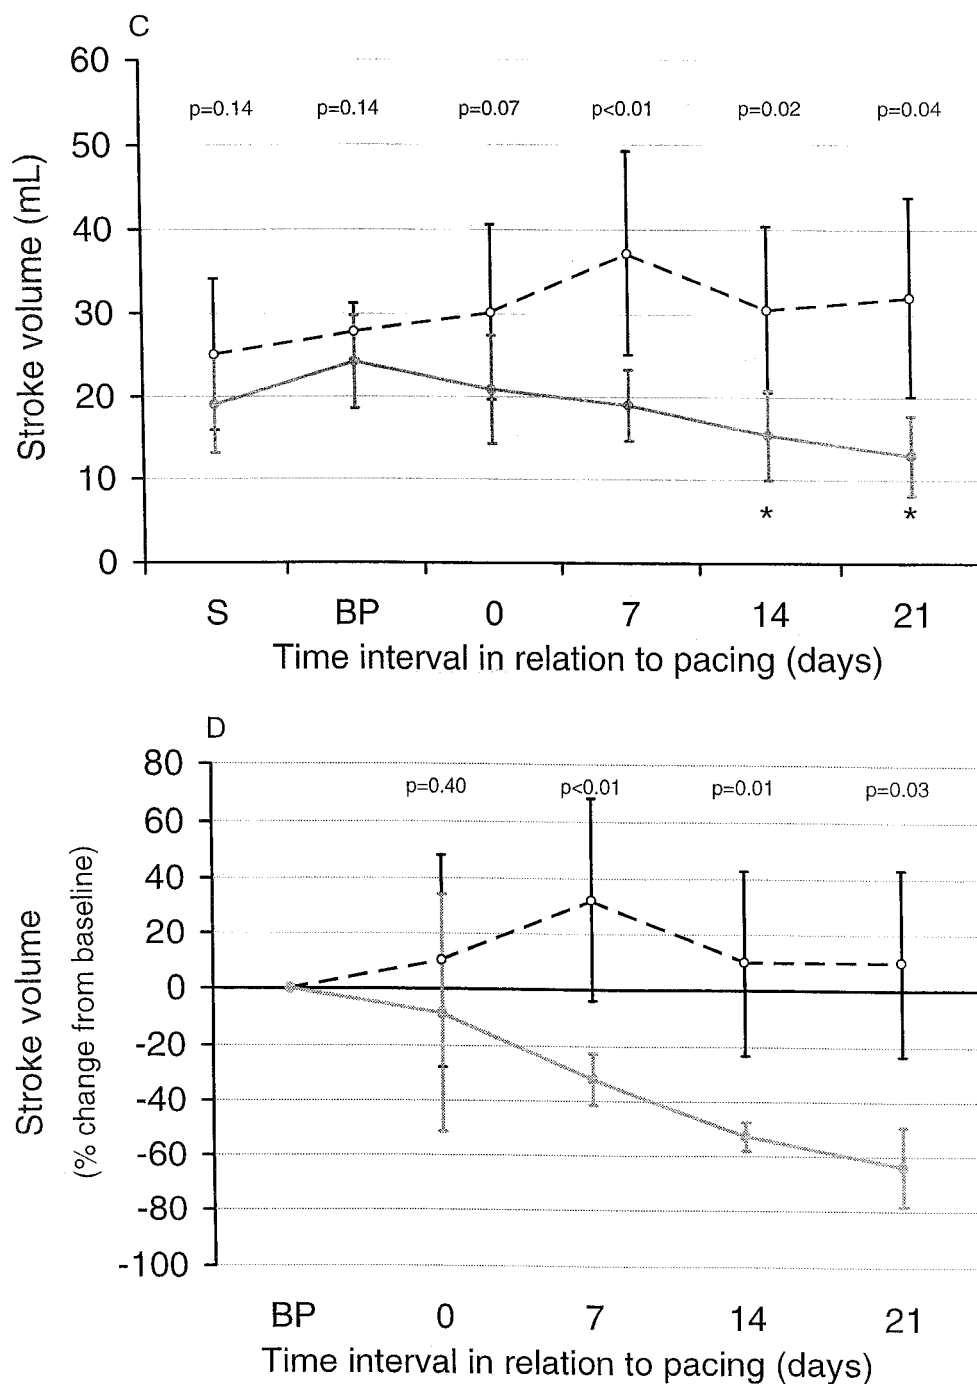 C
60
p=0.14 p=0.14 p=0.07 p<0.01 p=0.02 p=0.04
50
40
30
20
10
0
Stroke volume (mL)
* *
S BP 0 7 14 21
Time interval in relation to pacing (days)
D
80
p=0.40 p<0.01 p=0.01 p=0.03
60
40
20
0
-20
-40
-60
-80
-100
Stroke volume
(% change from baseline)
BP 0 7 14 21
Time interval in relation to pacing (days)